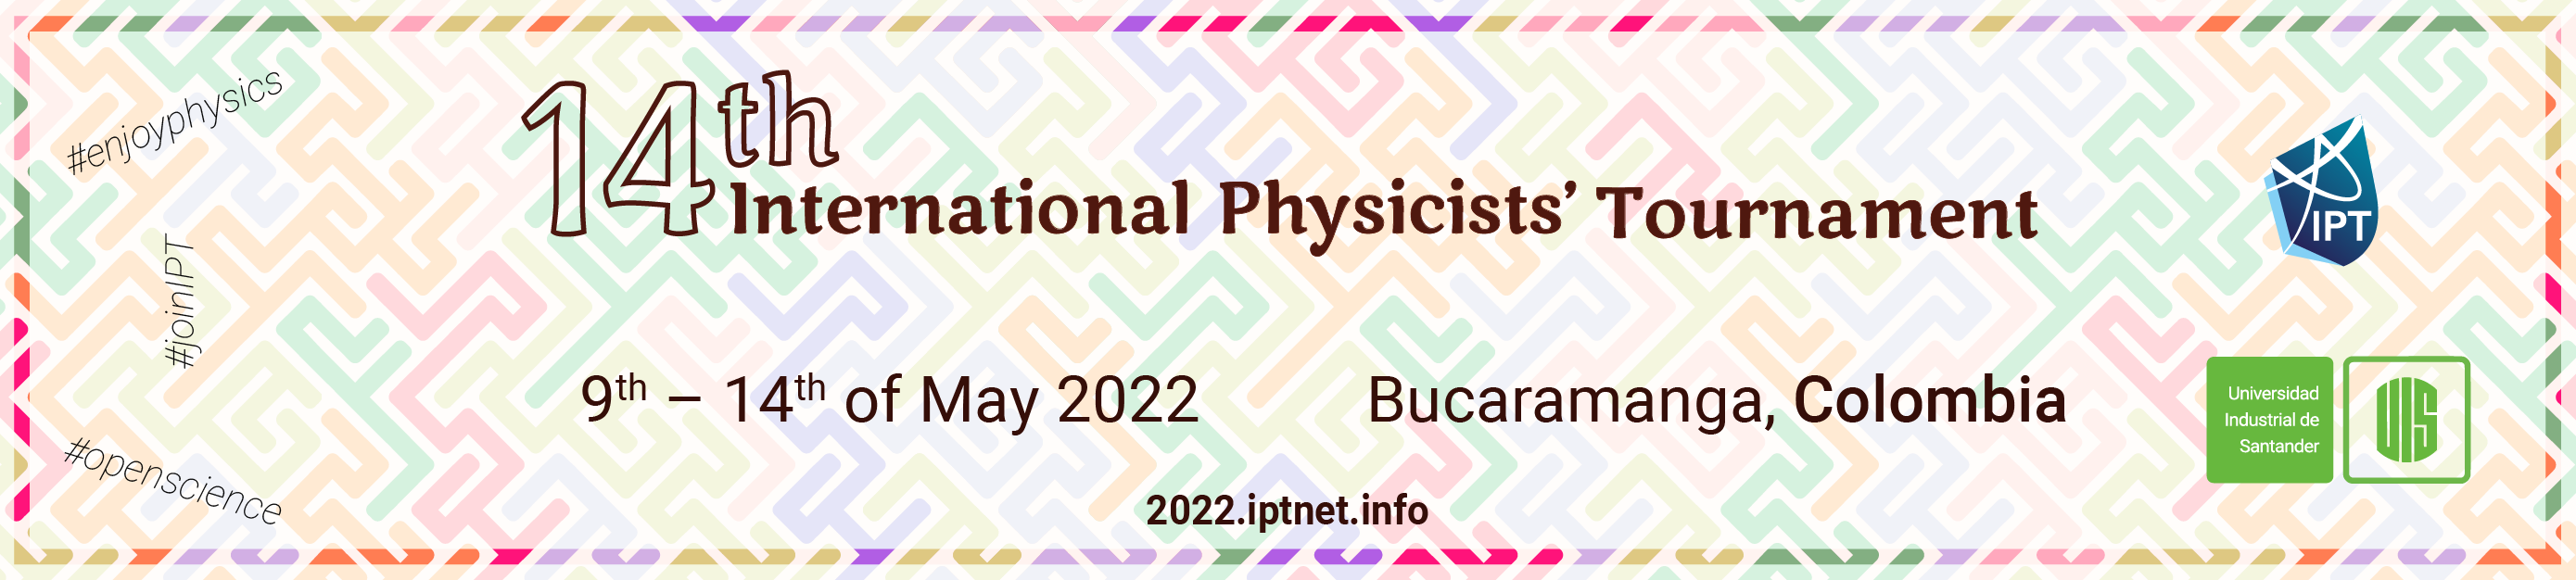 #enjoyphysics
#joinIPT
#openscience
14th International Physicists’ Tournament
9th – 14th of May 2022
Bucaramanga, Colombia
2022.iptnet.info
IPT
Universidad
Industrial de
Santander
UIS